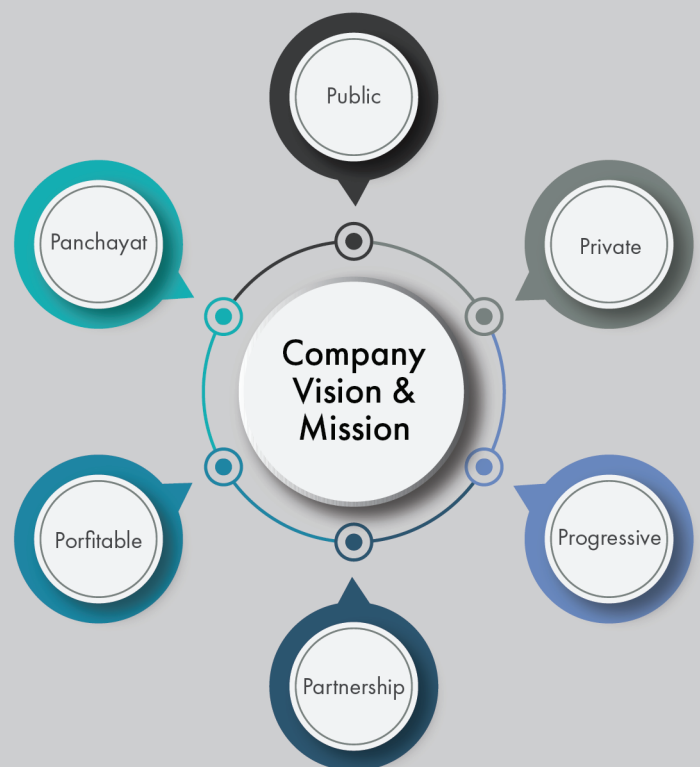 Public
Panchayat
Private
Company
Vision &
Mission
Porfitable
Progressive
Partnership